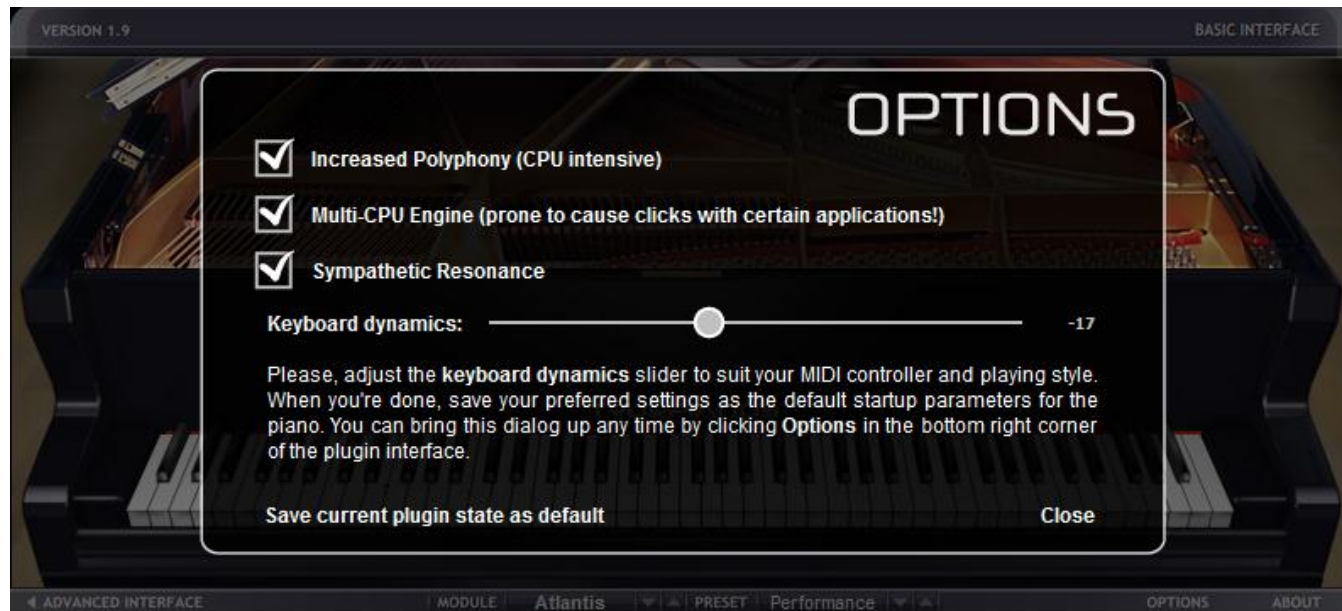 VERSION 1.9
BASIC INTERFACE
OPTIONS
Increased Polyphony (CPU intensive)
Multi-CPU Engine (prone to cause clicks with certain applications!)
Sympathetic Resonance
Keyboard dynamics:
-17
Please, adjust the keyboard dynamics slider to suit your MIDI controller and playing style.
When you're done, save your preferred settings as the default startup parameters for the
piano. You can bring this dialog up any time by clicking Options in the bottom right corner
of the plugin interface.
Save current plugin state as default
Close
ADVANCED INTERFACE
MODULE
Atlantis
PRESET
Performance
OPTIONS
ABOUT